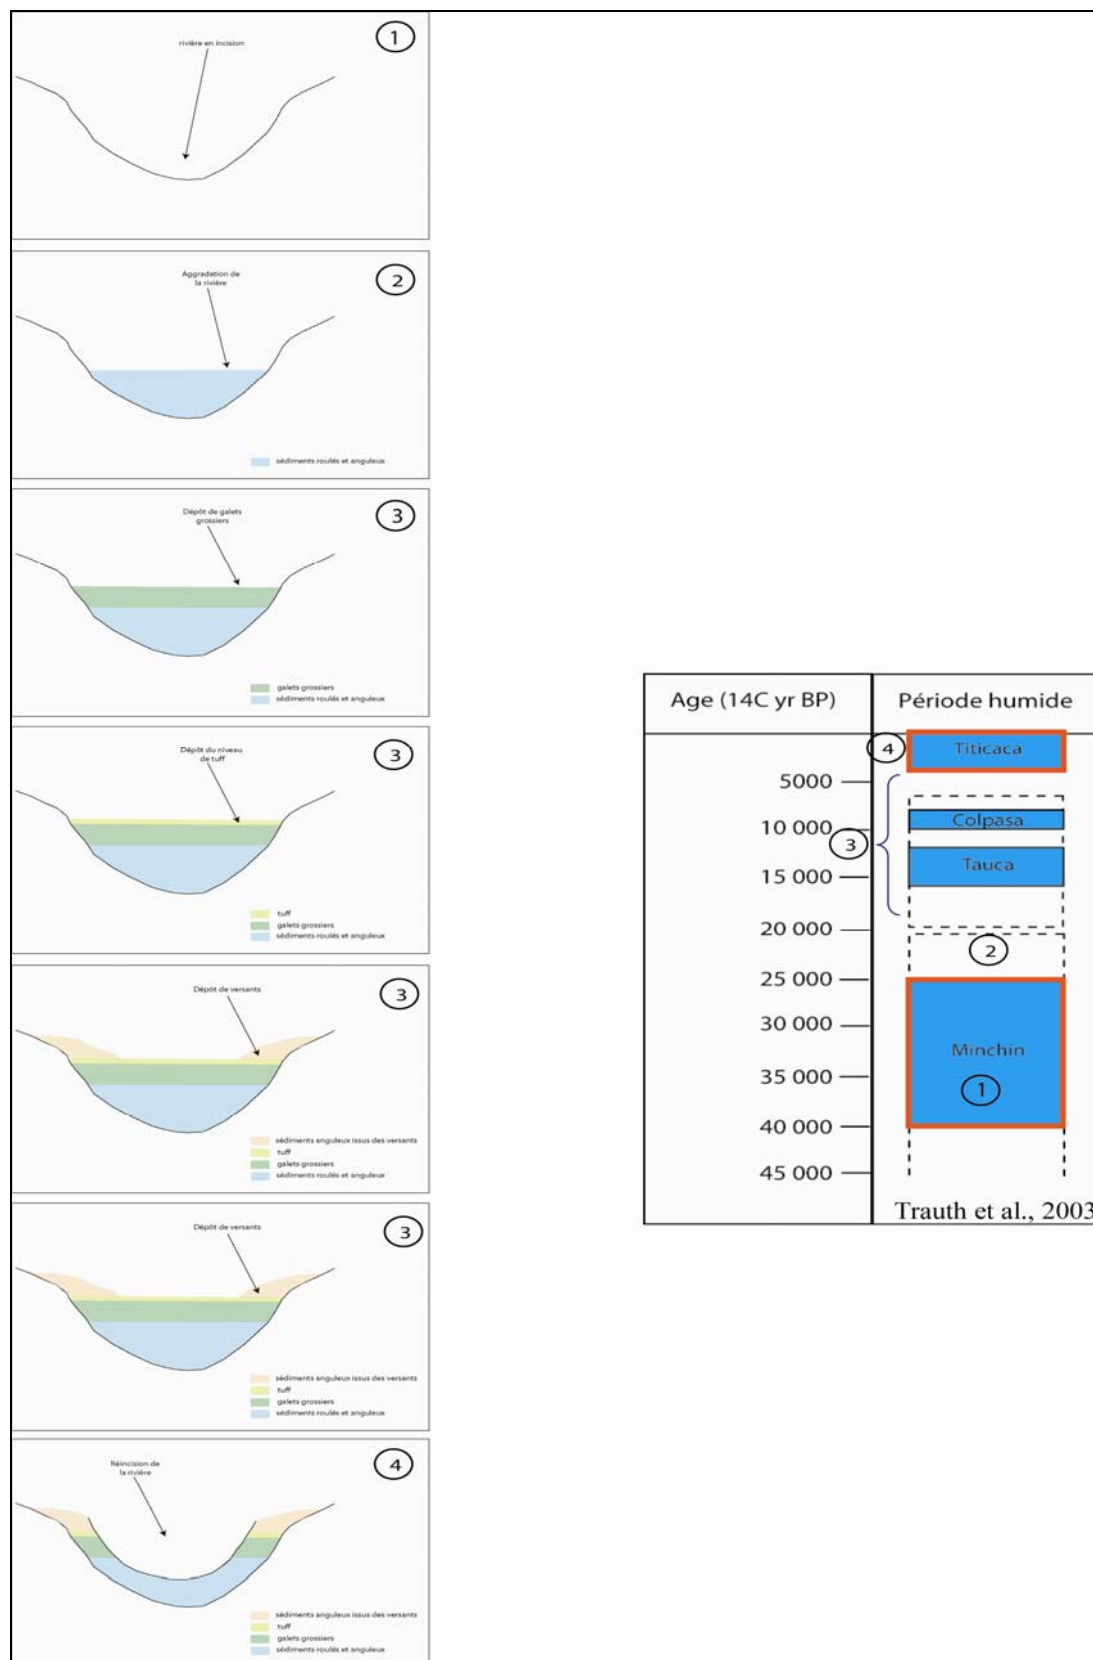 1
rivière en incision
2
Aggradation de
la rivière
sédiments roulés et anguleux
3
Dépôt de galets
grossiers
galets grossiers
sédiments roulés et anguleux
3
Dépôt du niveau
de tuff
tuff
galets grossiers
sédiments roulés et anguleux
3
Dépôt de versants
sédiments anguleux issus des versants
tuff
galets grossiers
sédiments roulés et anguleux
3
Dépôt de versants
sédiments anguleux issus des versants
tuff
galets grossiers
sédiments roulés et anguleux
4
Réincision de
la rivière
sédiments anguleux issus des versants
tuff
galets grossiers
sédiments roulés et anguleux
Age (14C yr BP) Période humide
4 Titicaca
5000
Colpasa
10 000
3
Tauca
15 000
20 000
2
25 000
30 000
Minchin
35 000
1
40 000
45 000
Trauth et al., 2003